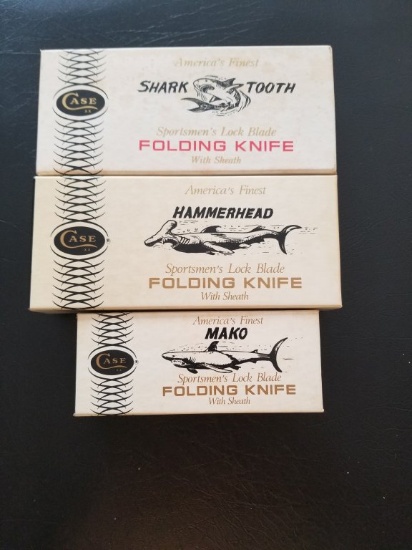 America's Finest
CASE
SHARK TOOTH
Sportsmen's Lock Blade
FOLDING KNIFE
With Sheath
America's Finest
CASE
HAMMERHEAD
Sportsmen's Lock Blade
FOLDING KNIFE
With Sheath
America's Finest
CASE
MAKO
Sportsmen's Lock Blade
FOLDING KNIFE
With Sheath